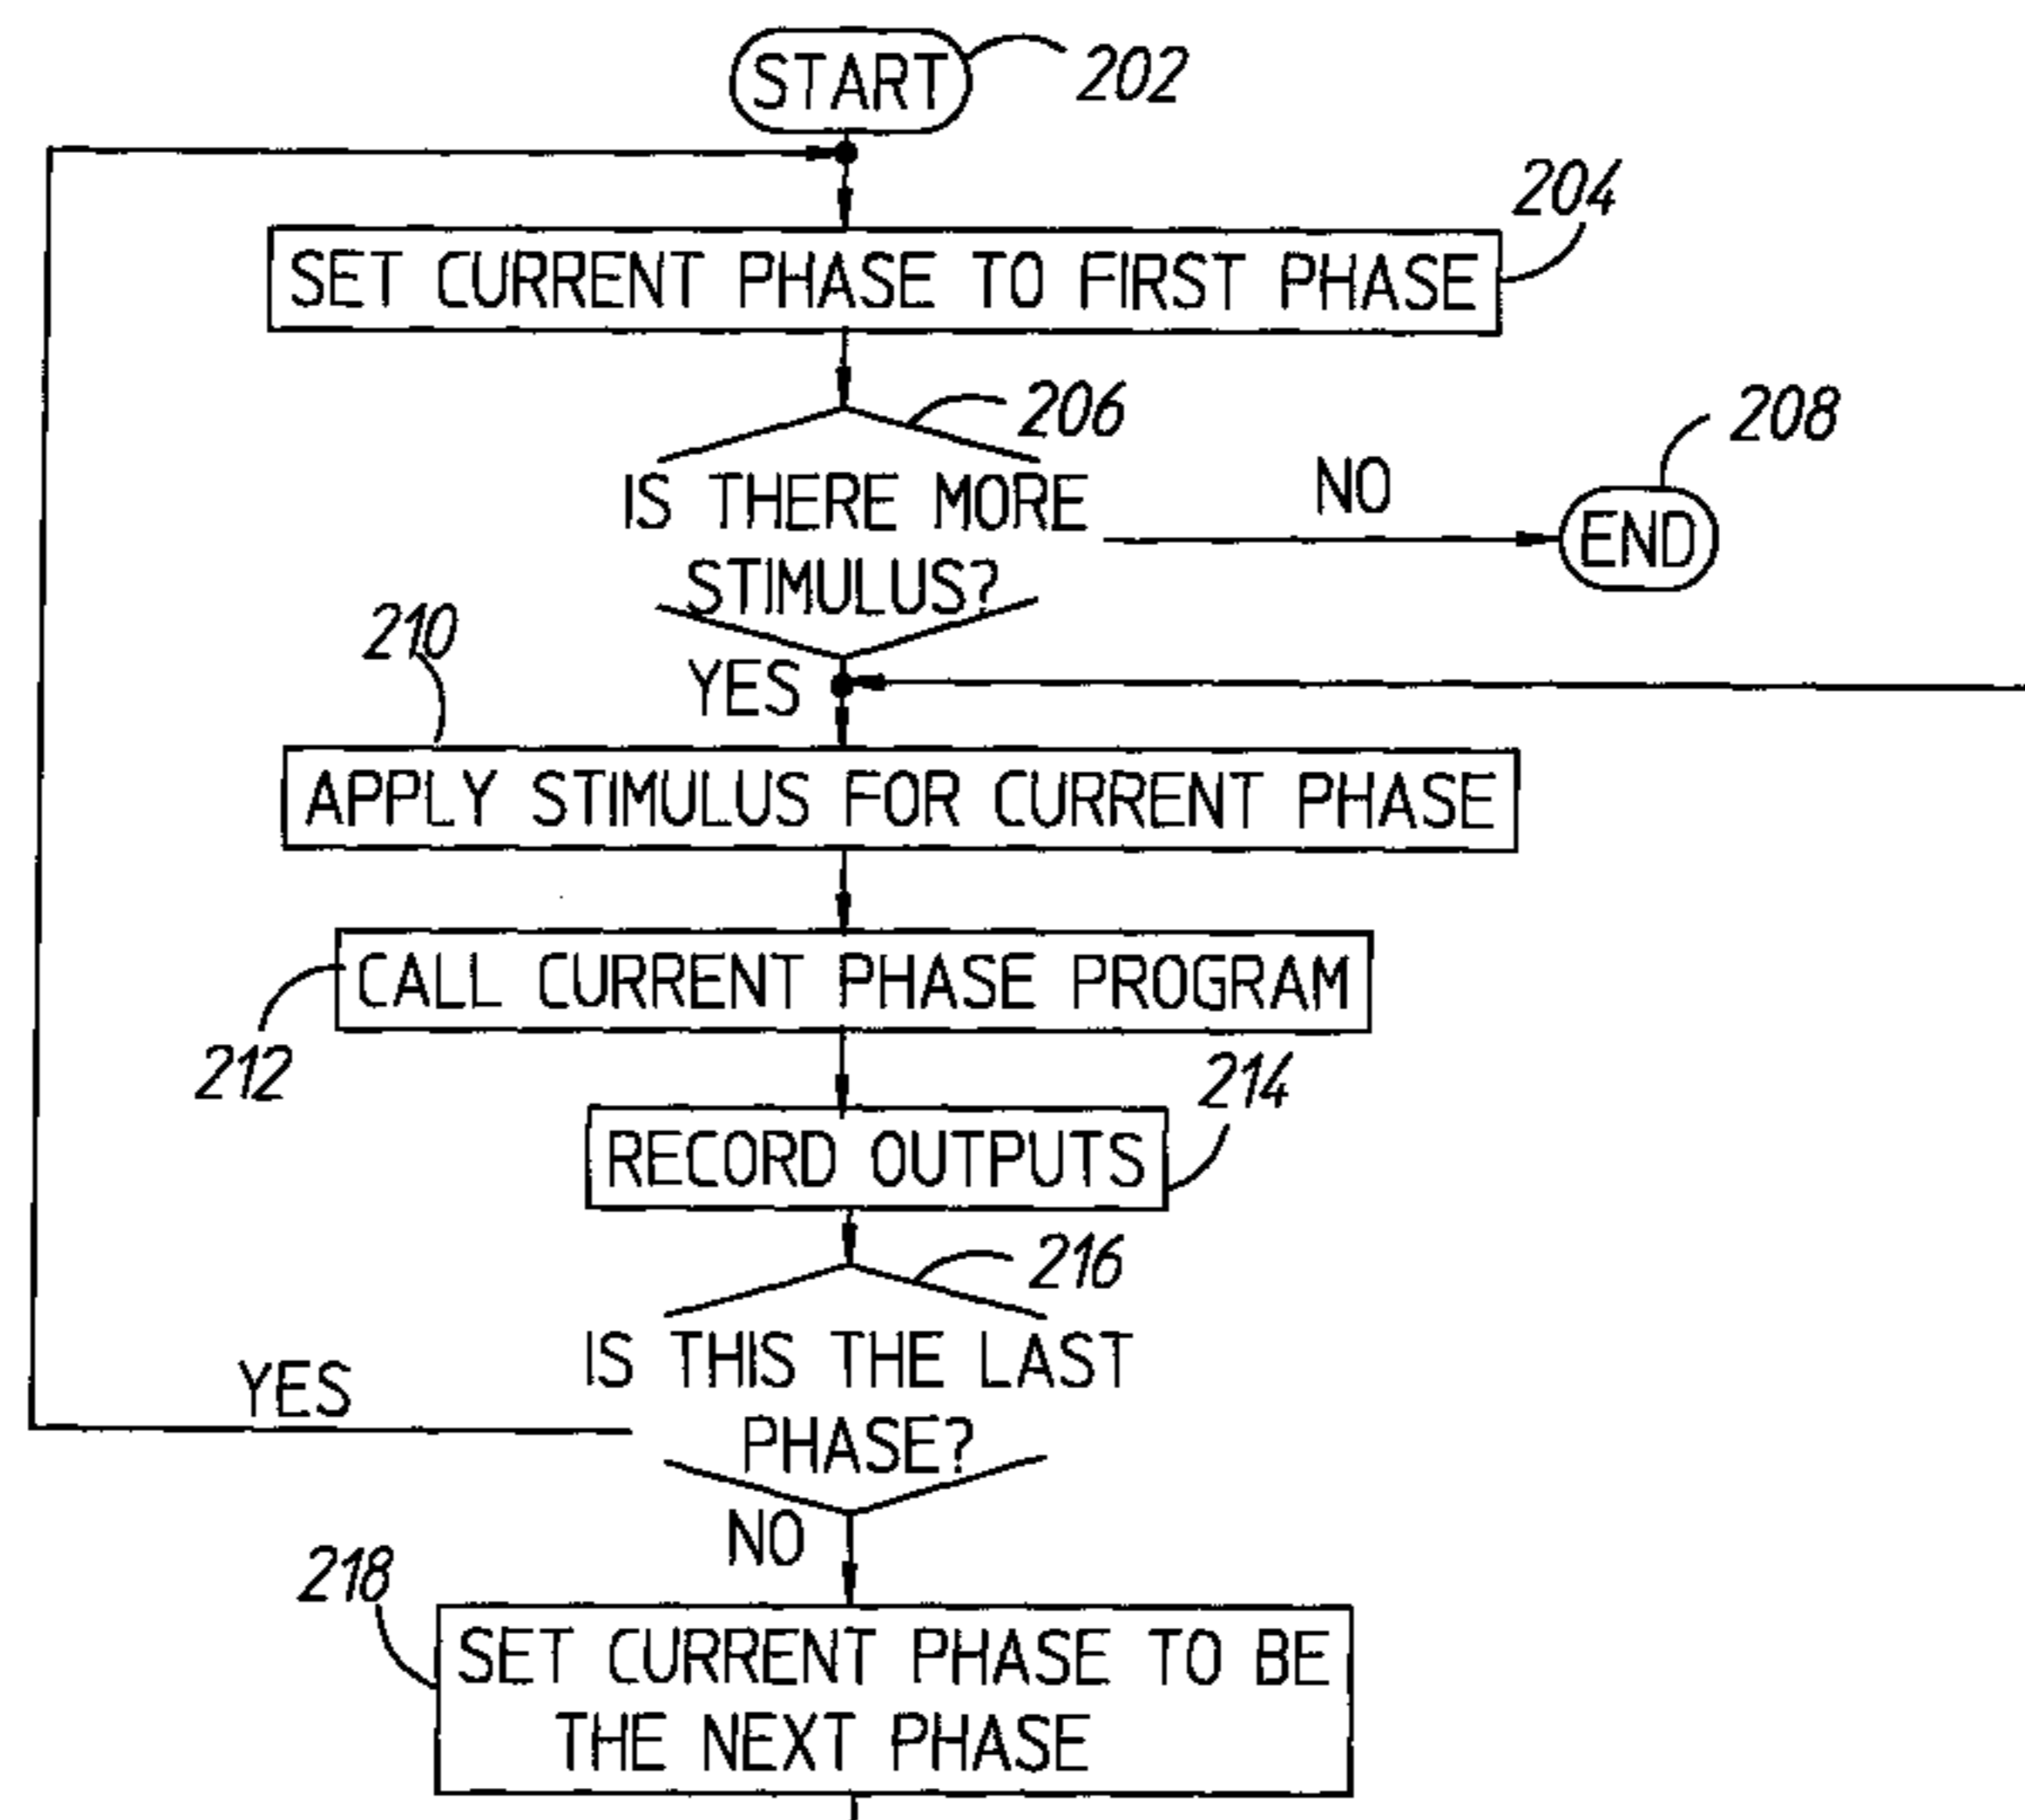 START
202
204
SET CURRENT PHASE TO FIRST PHASE
206
208
IS THERE MORE
STIMULUS?
NO
END
210
YES
APPLY STIMULUS FOR CURRENT PHASE
CALL CURRENT PHASE PROGRAM
212
214
RECORD OUTPUTS
216
IS THIS THE LAST
PHASE?
YES
NO
218
SET CURRENT PHASE TO BE
THE NEXT PHASE